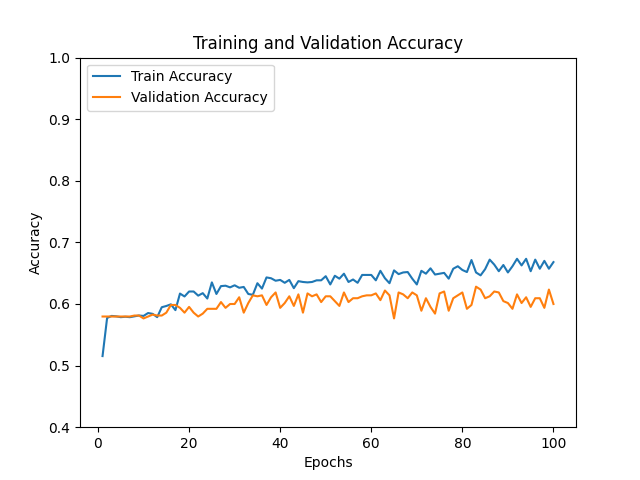 Training and Validation Accuracy
Train Accuracy
Validation Accuracy
1.0
0.9
0.8
0.7
0.6
0.5
0.4
Accuracy
0 20 40 60 80 100
Epochs